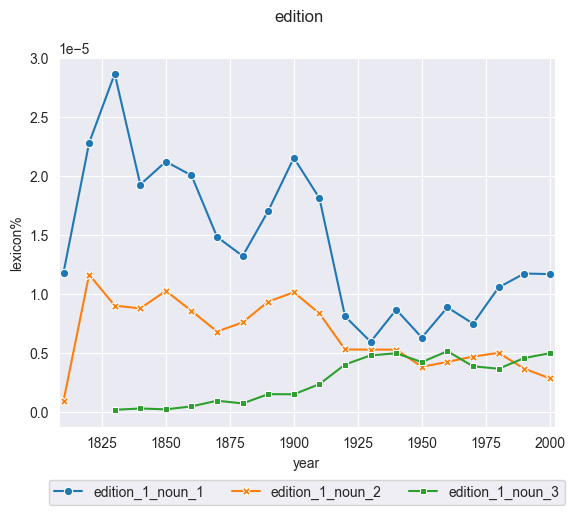 edition
1e−5
3.0
2.5
2.0
1.5
1.0
0.5
0.0
lexicon%
1825 1850 1875 1900 1925 1950 1975 2000
year
edition_1_noun_1 edition_1_noun_2 edition_1_noun_3